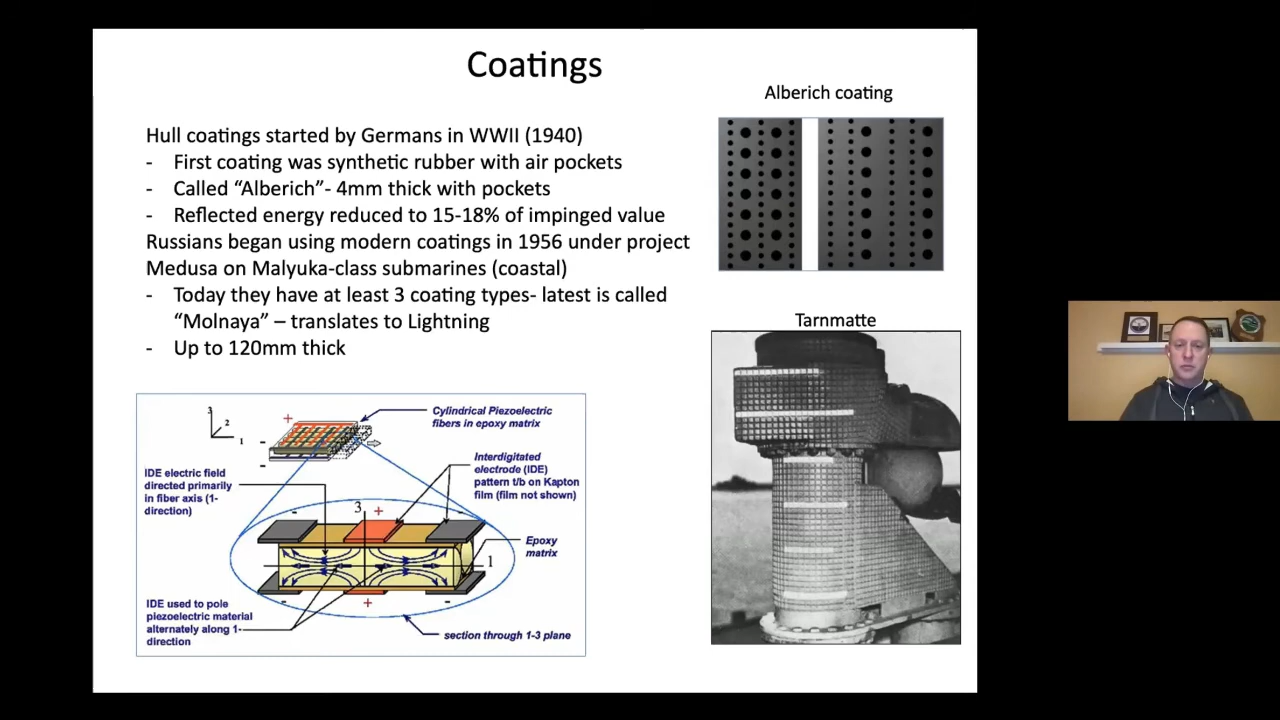 Coatings
Hull coatings started by Germans in WWII (1940)
- First coating was synthetic rubber with air pockets
- Called “Alberich”- 4mm thick with pockets
- Reflected energy reduced to 15-18% of impinged value
Russians began using modern coatings in 1956 under project
Medusa on Malyuka-class submarines (coastal)
- Today they have at least 3 coating types- latest is called
“Molnaya” – translates to Lightning
- Up to 120mm thick
Alberich coating
Tarnmatte
3
2
1
+
-
-
Cylindrical Piezoelectric
fibers in epoxy matrix
IDE electric field
directed primarily
in fiber axis (1-
direction)
Interdigitated
electrode (IDE)
pattern t/b on Kapton
film (film not shown)
- 3 + -
Epoxy
matrix
1
- + -
IDE used to pole
piezoelectric material
alternately along 1-
direction
section through 1-3 plane